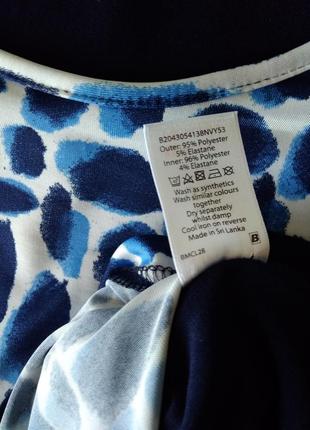 B2043054138NVY53
Outer: 95% Polyester
5% Elastane
Inner: 96% Polyester
4% Elastane
Wash as synthetics
Wash similar colours
together
Dry separately
whilst damp
Cool iron on reverse
Made in Sri Lanka
B
BMCL28